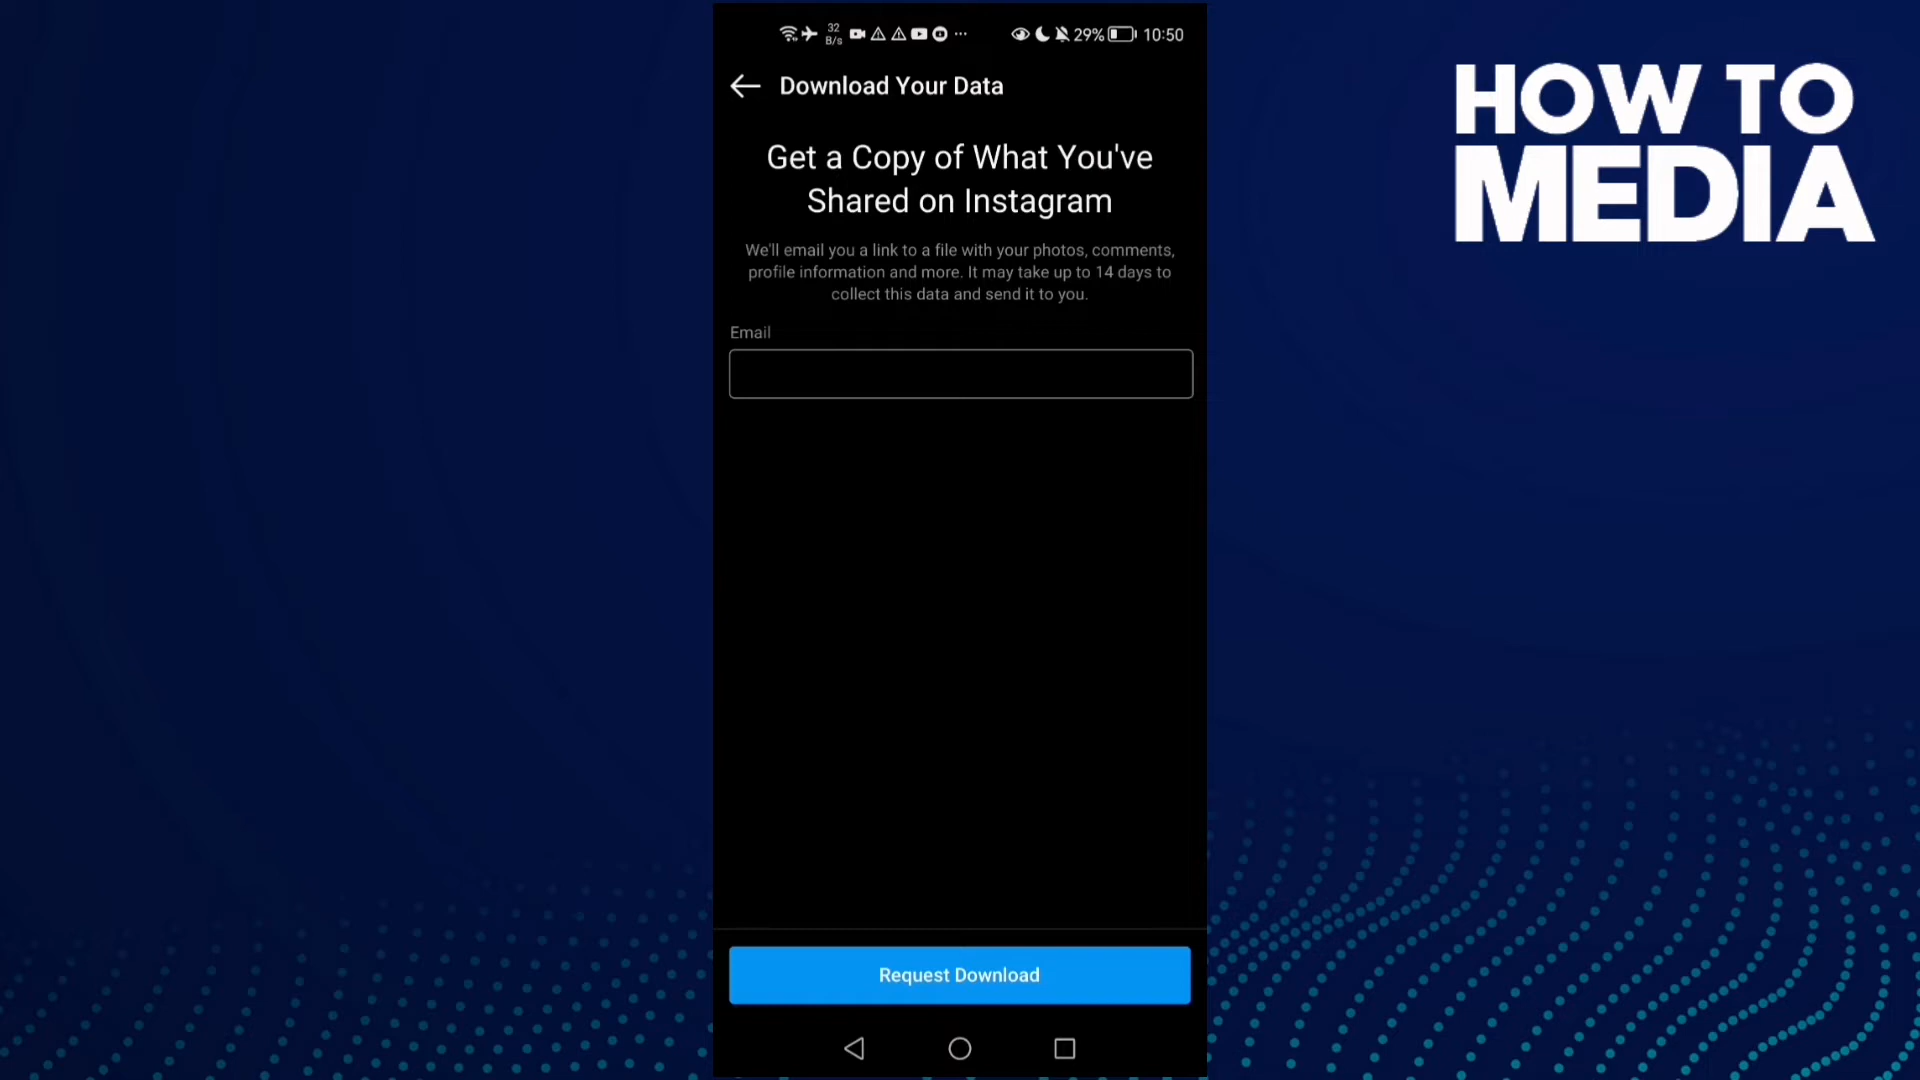 32
B/s
29%
10:50
Download Your Data
HOW TO
MEDIA
Get a Copy of What You've
Shared on Instagram
We'll email you a link to a file with your photos, comments,
profile information and more. It may take up to 14 days to
collect this data and send it to you.
Email
Request Download